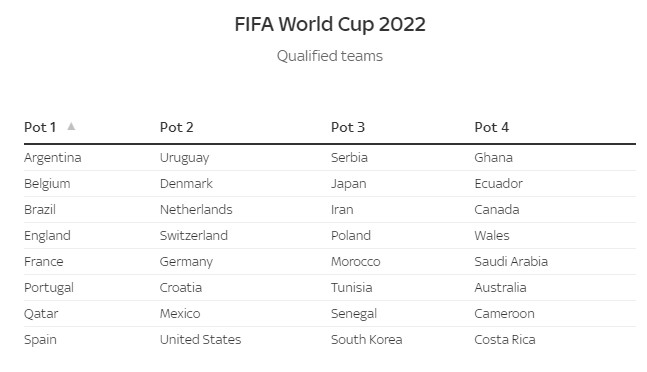 FIFA World Cup 2022
Qualified teams
Pot 1 ▲ Pot 2 Pot 3 Pot 4
Argentina Uruguay Serbia Ghana
Belgium Denmark Japan Ecuador
Brazil Netherlands Iran Canada
England Switzerland Poland Wales
France Germany Morocco Saudi Arabia
Portugal Croatia Tunisia Australia
Qatar Mexico Senegal Cameroon
Spain United States South Korea Costa Rica